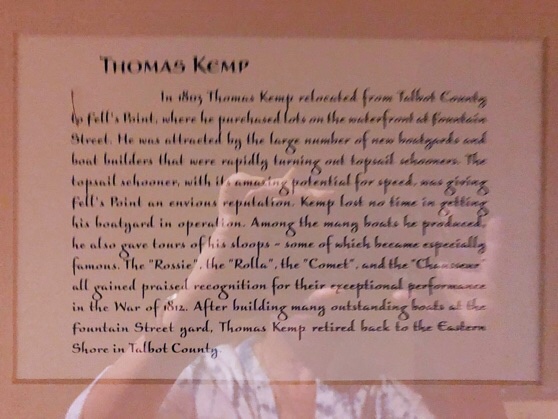 THOMAS KEMP
In 1803 Thomas Kemp relocated from Talbot County
to Fell's Point, where he purchased lots on the waterfront at Fountain
Street. He was attracted by the large number of new boatyards and
boat builders that were rapidly turning out topsail schooners. The
topsail schooner, with its amazing potential for speed, was giving
Fell's Point an envious reputation. Kemp lost no time in getting
his boatyard in operation. Among the many boats he produced,
he also gave tours of his sloops - some of which became especially
famous. The "Rossie", the "Rolla", the "Comet", and the "Chasseur"
all gained praised recognition for their exceptional performance
in the War of 1812. After building many outstanding boats at the
Fountain Street yard, Thomas Kemp retired back to the Eastern
Shore in Talbot County